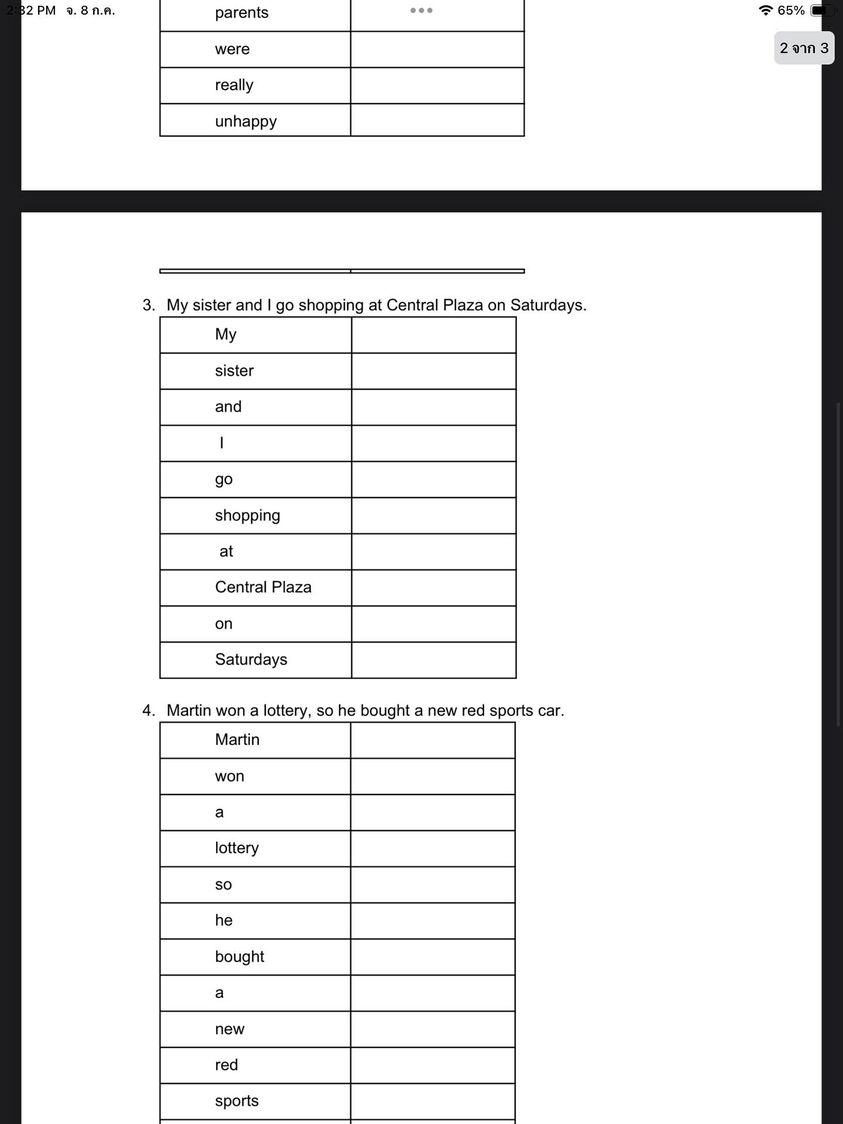 2:32 PM จ. 8 ก.ค.
65%
2 จาก 3
parents
were
really
unhappy
3. My sister and I go shopping at Central Plaza on Saturdays.
My
sister
and
I
go
shopping
at
Central Plaza
on
Saturdays
4. Martin won a lottery, so he bought a new red sports car.
Martin
won
a
lottery
so
he
bought
a
new
red
sports